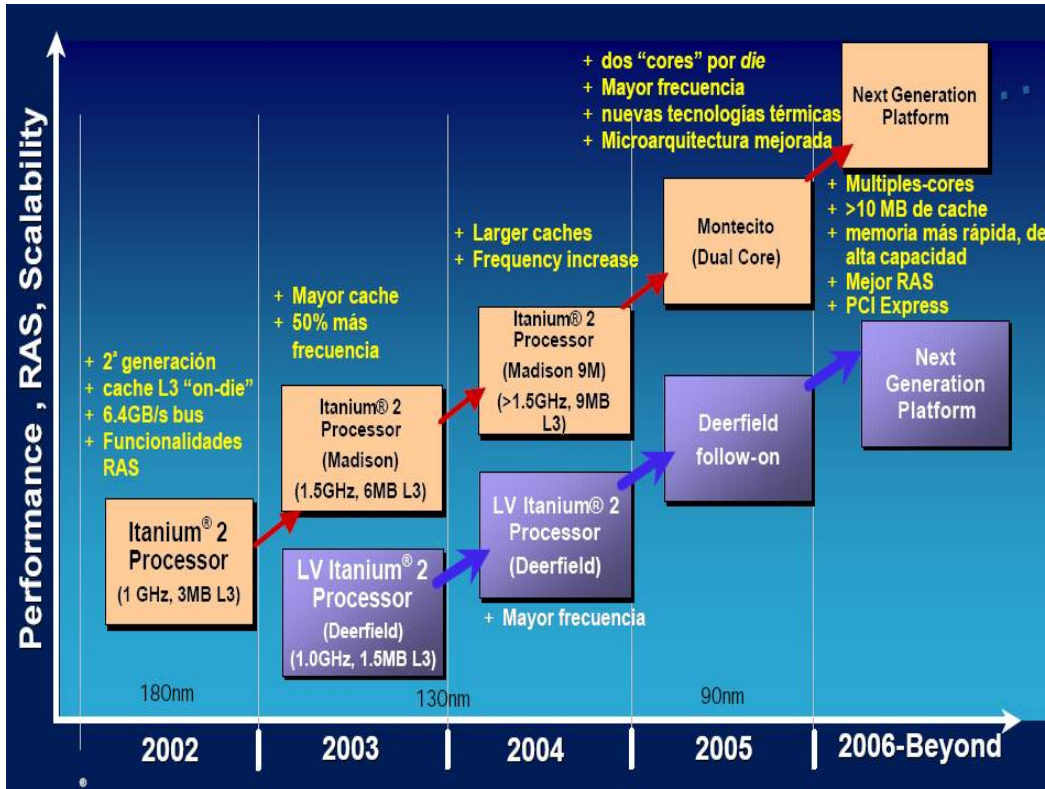 Performance , RAS, Scalability
+ 2ª generación
+ cache L3 “on-die”
+ 6.4GB/s bus
+ Funcionalidades
RAS
Itanium® 2
Processor
(1 GHz, 3MB L3)
+ Mayor cache
+ 50% más
frecuencia
Itanium® 2
Processor
(Madison)
(1.5GHz, 6MB L3)
LV Itanium® 2
Processor
(Deerfield)
(1.0GHz, 1.5MB L3)
+ Larger caches
+ Frequency increase
Itanium® 2
Processor
(Madison 9M)
(>1.5GHz, 9MB
L3)
LV Itanium® 2
Processor
(Deerfield)
+ Mayor frecuencia
+ dos “cores” por die
+ Mayor frecuencia
+ nuevas tecnologías térmicas
+ Microarquitectura mejorada
Montecito
(Dual Core)
Deerfield
follow-on
Next Generation
Platform
+ Multiples-cores
+ >10 MB de cache
+ memoria más rápida, de
alta capacidad
+ Mejor RAS
+ PCI Express
Next
Generation
Platform
180nm
130nm
90nm
2002
2003
2004
2005
2006-Beyond
®